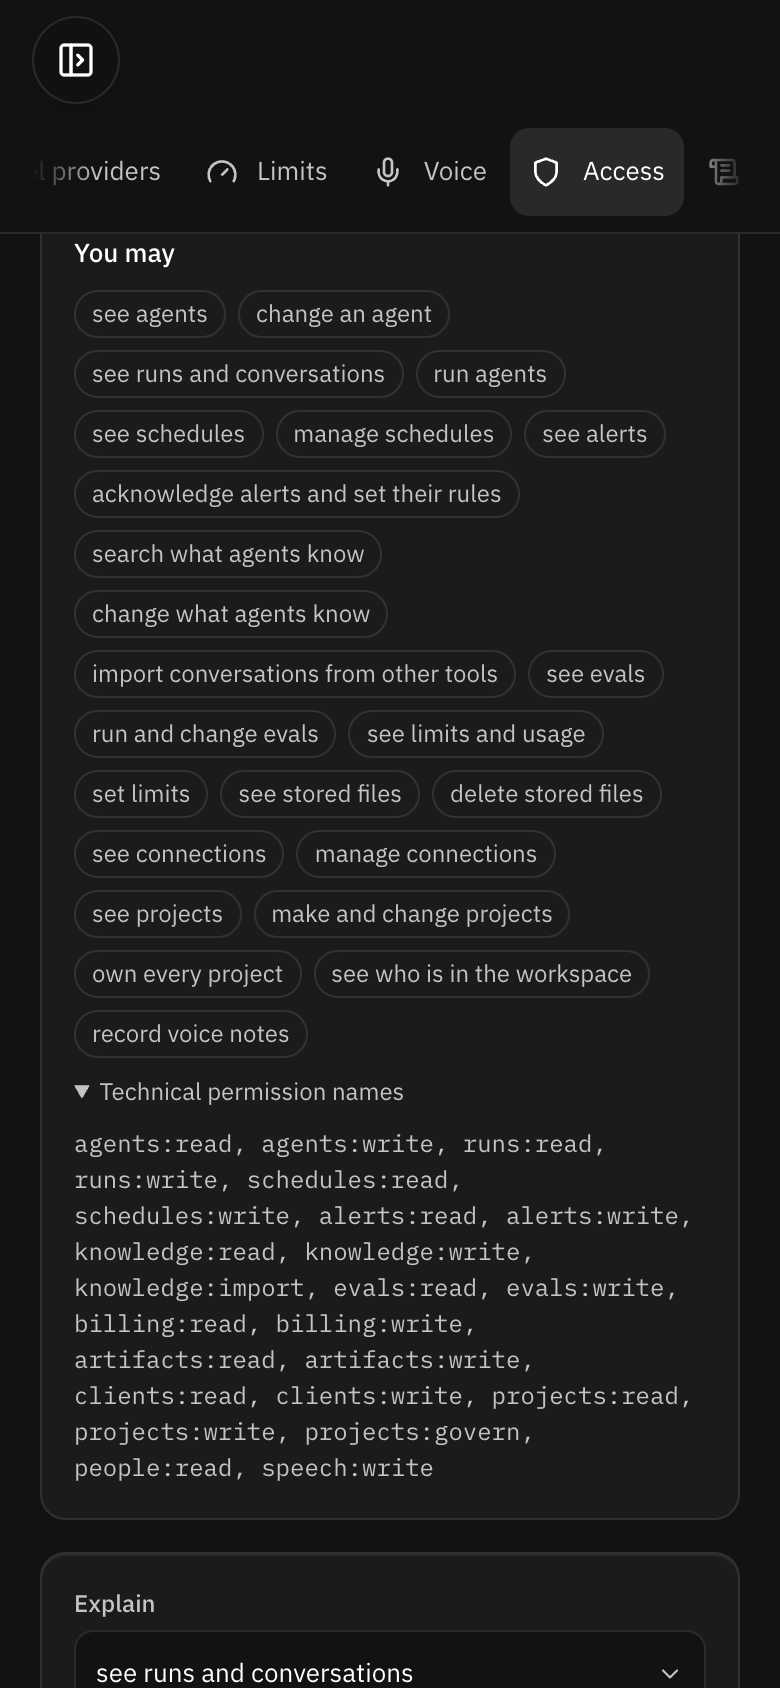 providers Limits Voice Access
You may
see agents change an agent
see runs and conversations run agents
see schedules manage schedules see alerts
acknowledge alerts and set their rules
search what agents know
change what agents know
import conversations from other tools see evals
run and change evals see limits and usage
set limits see stored files delete stored files
see connections manage connections
see projects make and change projects
own every project see who is in the workspace
record voice notes
▼ Technical permission names
agents:read, agents:write, runs:read,
runs:write, schedules:read,
schedules:write, alerts:read, alerts:write,
knowledge:read, knowledge:write,
knowledge:import, evals:read, evals:write,
billing:read, billing:write,
artifacts:read, artifacts:write,
clients:read, clients:write, projects:read,
projects:write, projects:govern,
people:read, speech:write
Explain
see runs and conversations